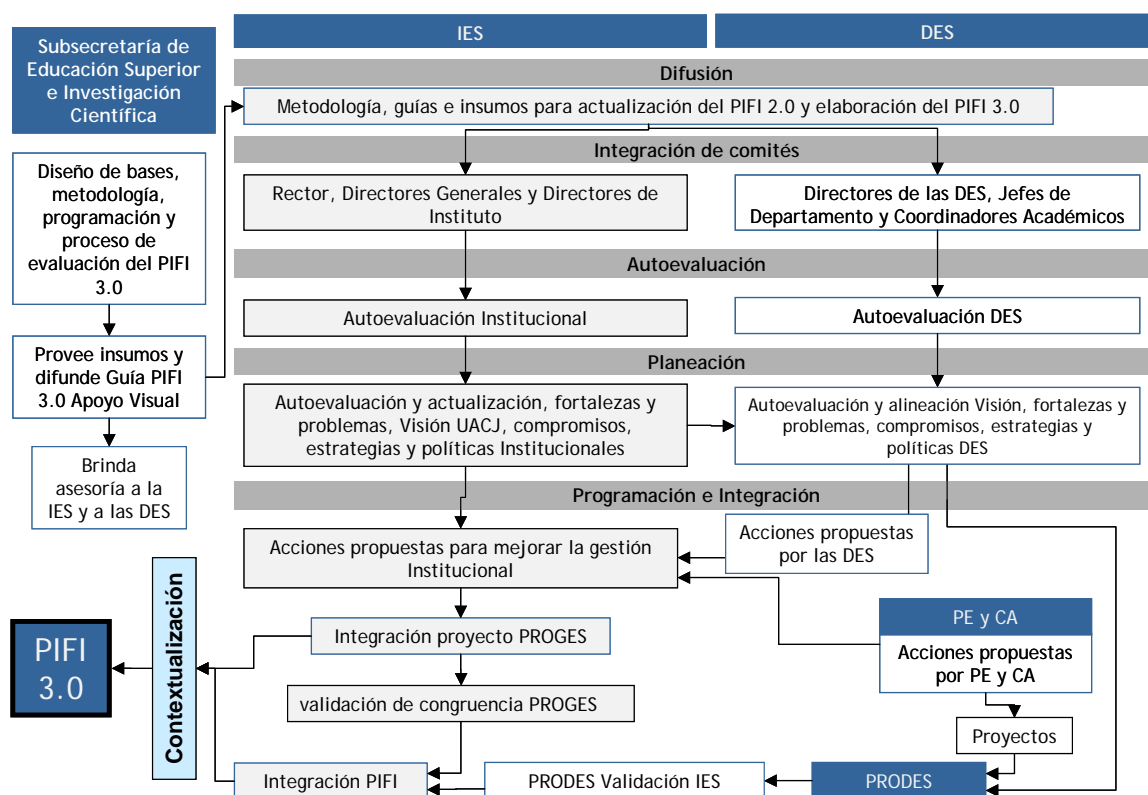 Subsecretaría de
Educación Superior
e Investigación
Científica
IES
DES
Difusión
Metodología, guías e insumos para actualización del PIFI 2.0 y elaboración del PIFI 3.0
Integración de comités
Diseño de bases,
metodología,
programación y
proceso de
evaluación del PIFI
3.0
Rector, Directores Generales y Directores de
Instituto
Directores de las DES, Jefes de
Departamento y Coordinadores Académicos
Autoevaluación
Autoevaluación Institucional
Autoevaluación DES
Provee insumos y
difunde Guía PIFI
3.0 Apoyo Visual
Planeación
Autoevaluación y actualización, fortalezas y
problemas, Visión UACJ, compromisos,
estrategias y políticas Institucionales
Autoevaluación y alineación Visión, fortalezas y
problemas, compromisos, estrategias y
políticas DES
Brinda
asesoría a la
IES y a las DES
Programación e Integración
Acciones propuestas para mejorar la gestión
Institucional
Acciones propuestas
por las DES
PE y CA
Acciones propuestas
por PE y CA
Integración proyecto PROGES
Contextualización
PIFI
3.0
validación de congruencia PROGES
Proyectos
Integración PIFI
PRODES Validación IES
PRODES